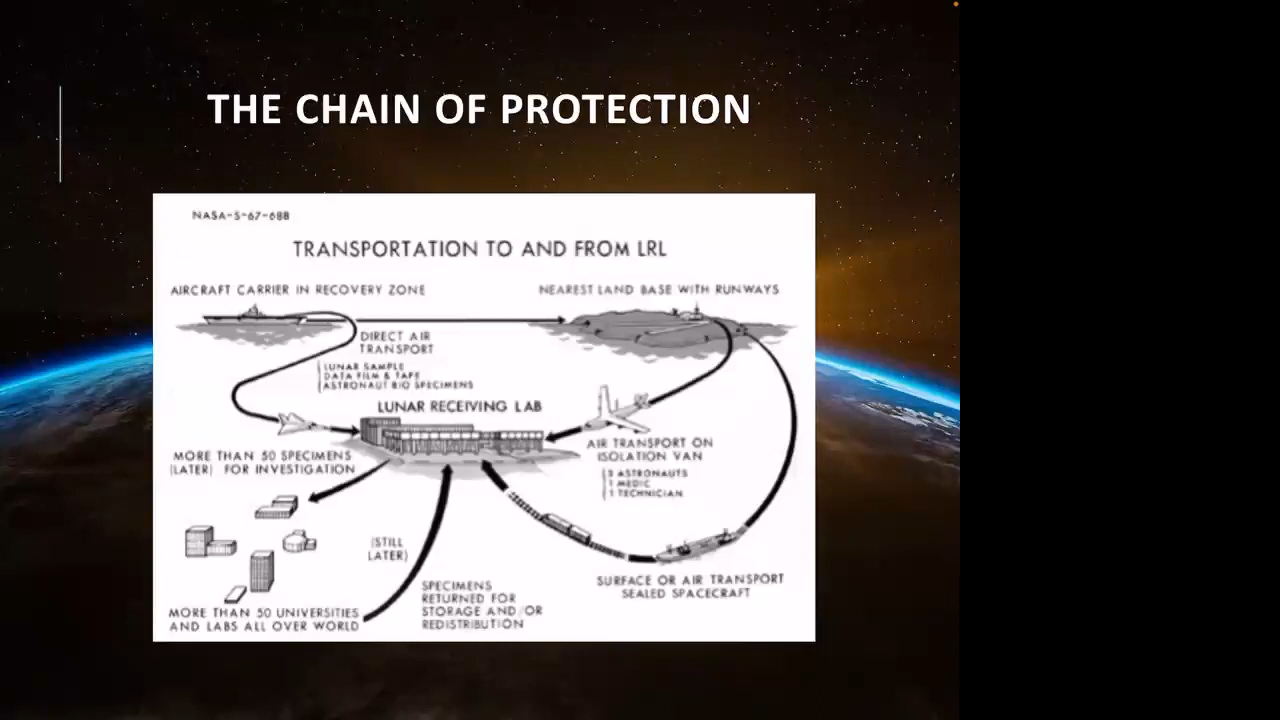 THE CHAIN OF PROTECTION
NASA-S-67-688
TRANSPORTATION TO AND FROM LRL
AIRCRAFT CARRIER IN RECOVERY ZONE
NEAREST LAND BASE WITH RUNWAYS
DIRECT AIR
TRANSPORT
LUNAR SAMPLE
DATA FILM & TAPE
ASTRONAUT BIO SPECIMENS
LUNAR RECEIVING LAB
MORE THAN 50 SPECIMENS
(LATER) FOR INVESTIGATION
AIR TRANSPORT ON
ISOLATION VAN
3 ASTRONAUTS
1 MEDIC
1 TECHNICIAN
(STILL
LATER)
SURFACE OR AIR TRANSPORT
SEALED SPACECRAFT
SPECIMENS
RETURNED FOR
STORAGE AND/OR
REDISTRIBUTION
MORE THAN 50 UNIVERSITIES
AND LABS ALL OVER WORLD